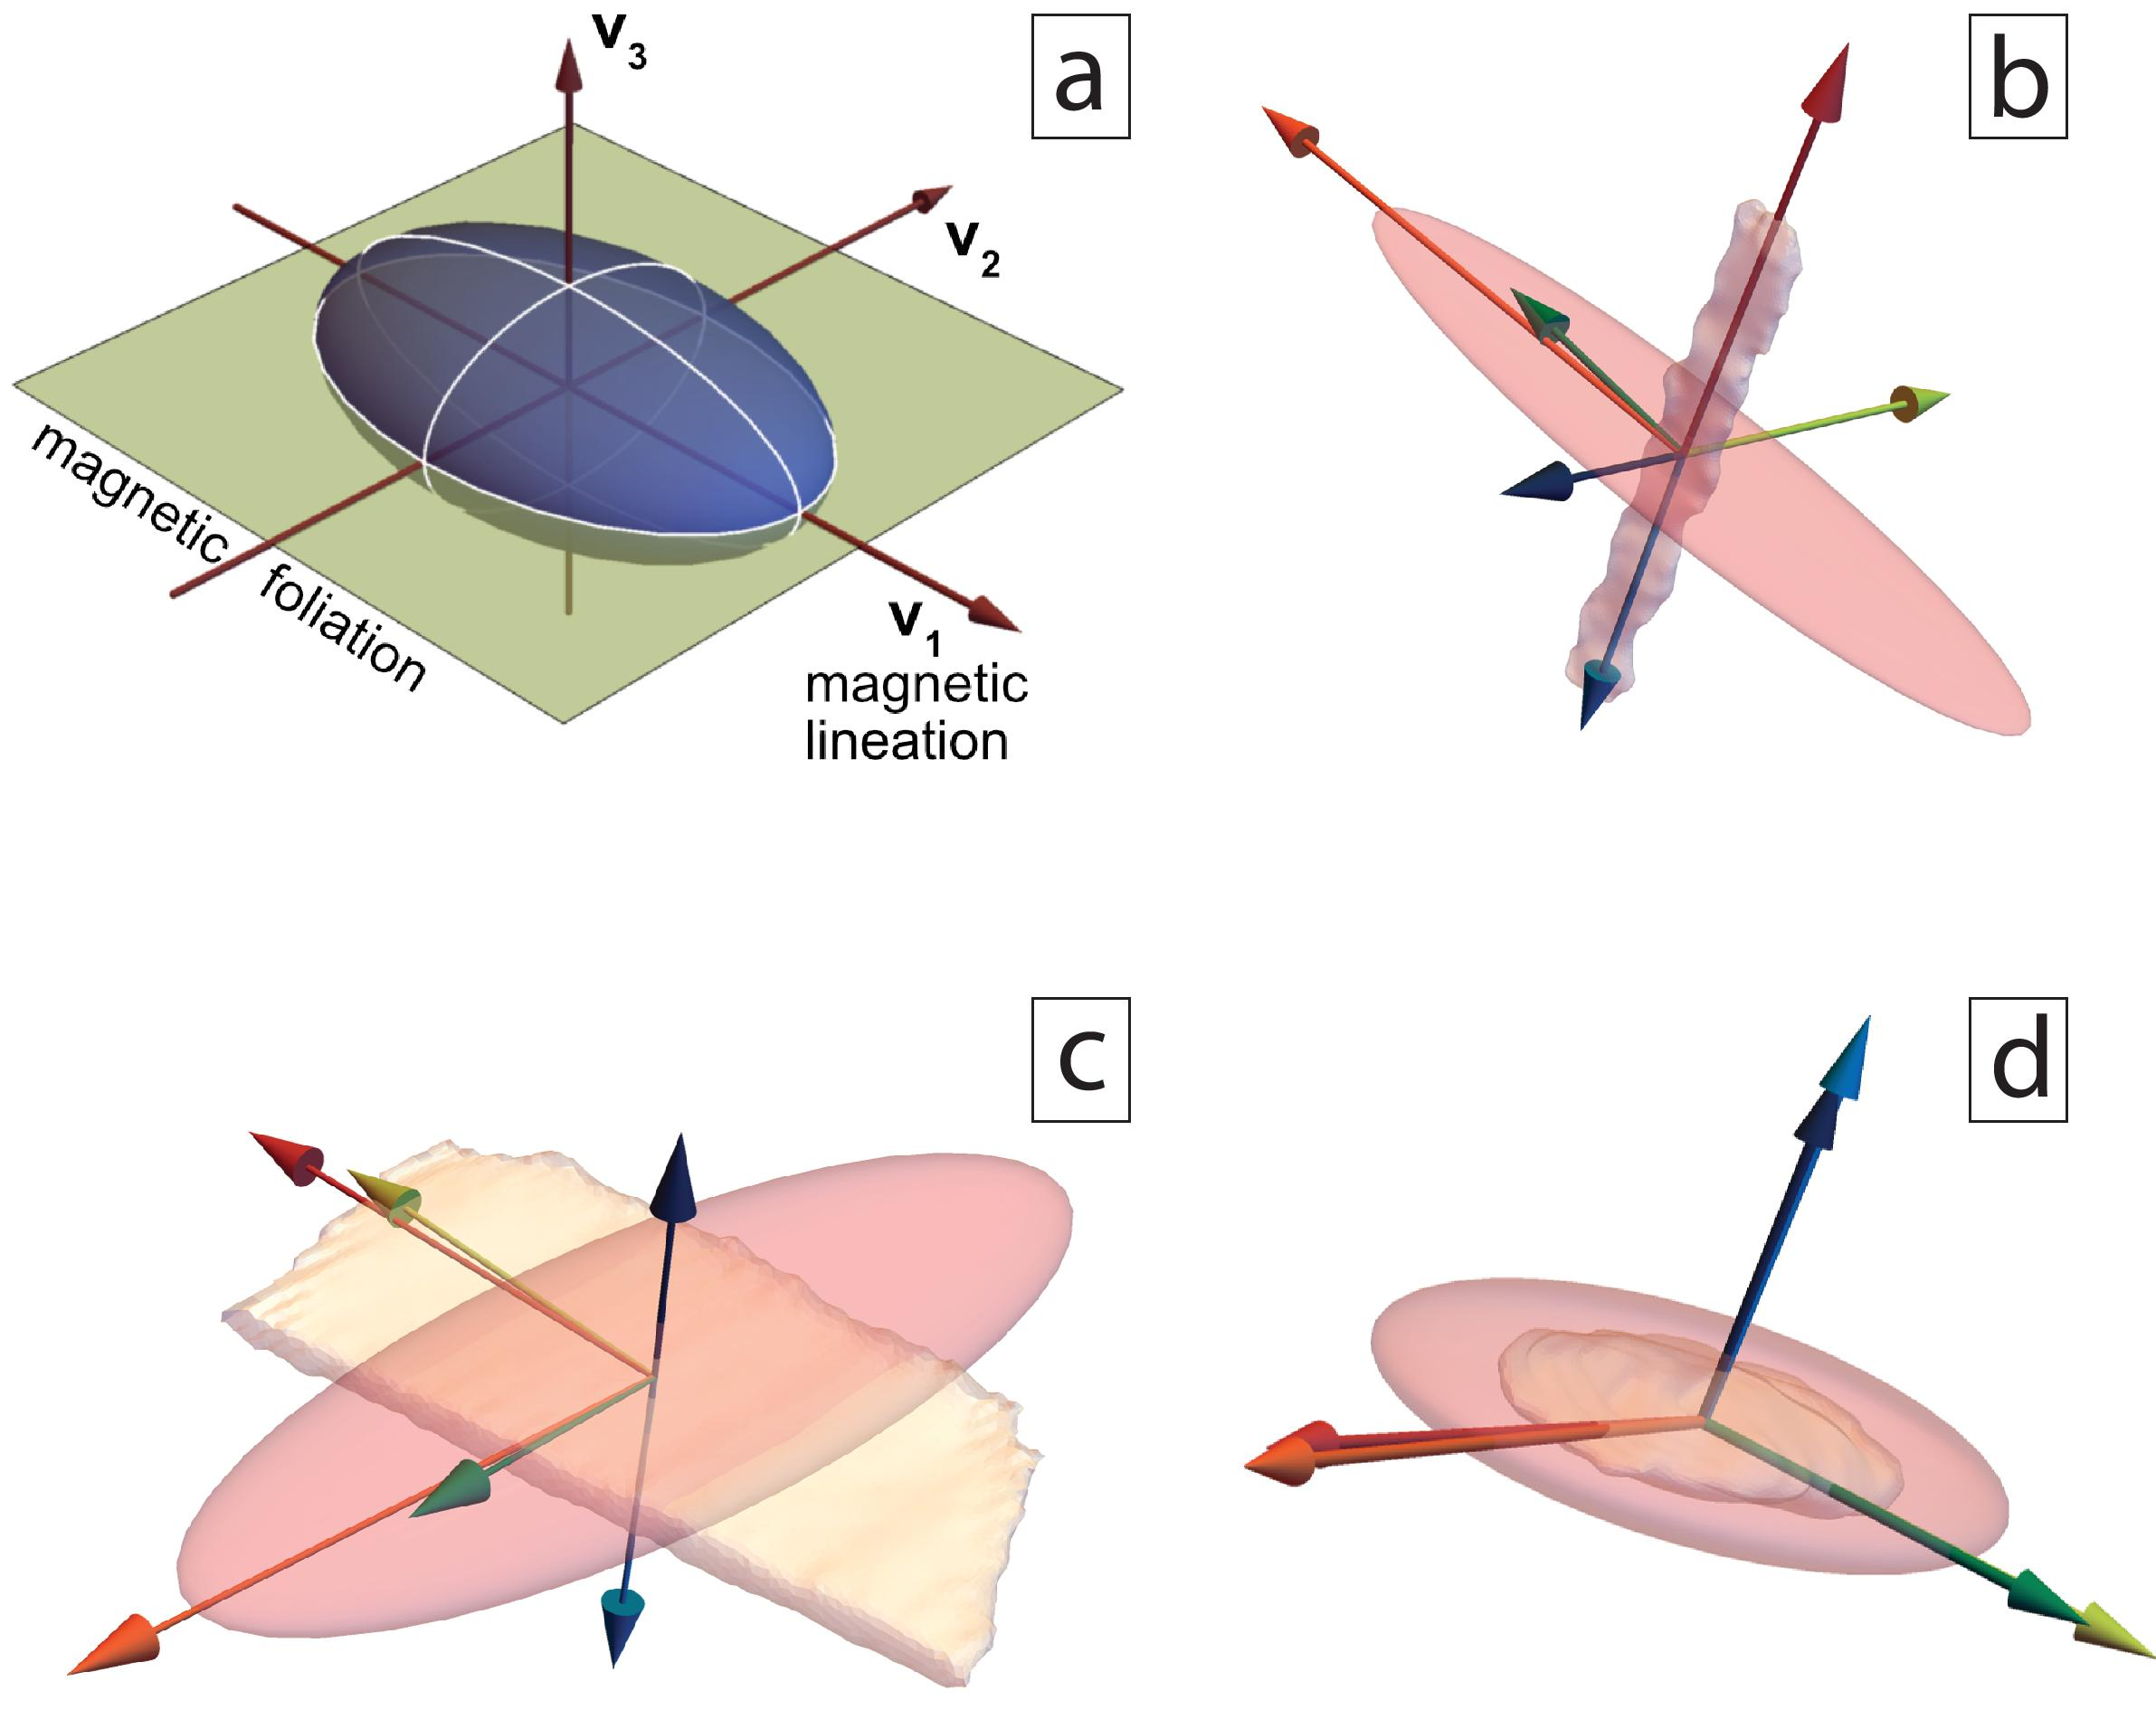 a
b
v3
v2
v1
magnetic foliation
magnetic
lineation
c
d